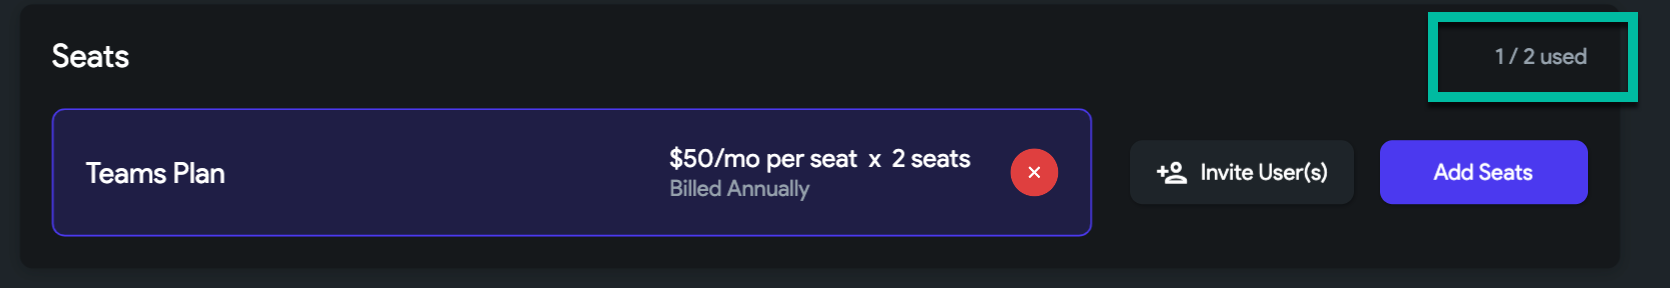 Seats
1 / 2 used
Teams Plan
$50/mo per seat x 2 seats
Billed Annually
Invite User(s)
Add Seats